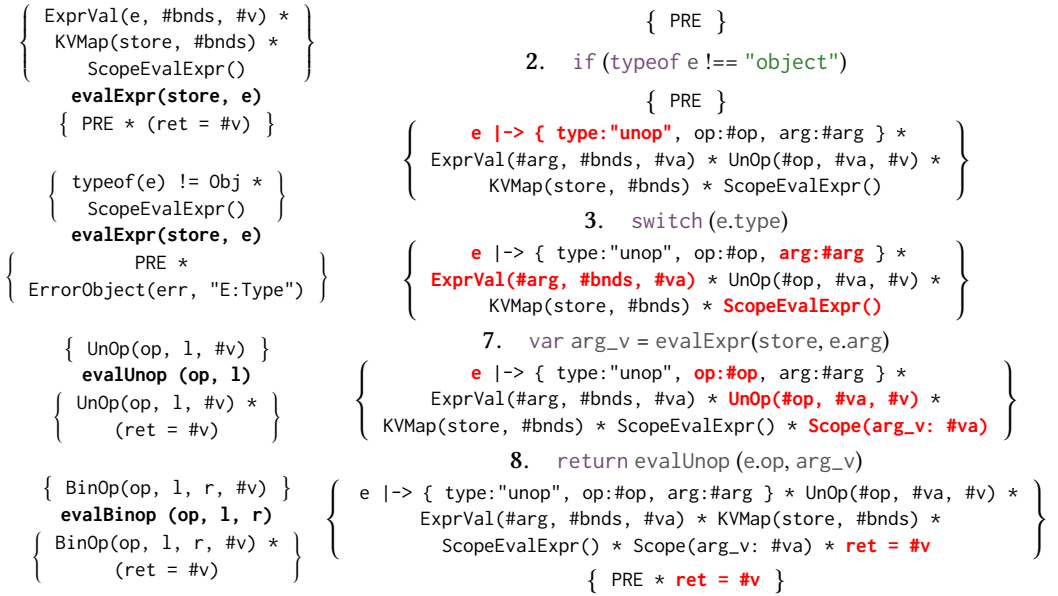 ExprVal(e, #bnds, #v) *
KVMap(store, #bnds) *
ScopeEvalExpr()
evalExpr(store, e)
{ PRE * (ret = #v) }
typeof(e) != Obj *
ScopeEvalExpr()
evalExpr(store, e)
PRE *
ErrorObject(err, "E:Type")
{ UnOp(op, l, #v) }
evalUnop (op, l)
UnOp(op, l, #v) *
(ret = #v)
{ BinOp(op, l, r, #v) }
evalBinop (op, l, r)
BinOp(op, l, r, #v) *
(ret = #v)
{ PRE }
2. if (typeof e !== "object")
{ PRE }
e |-> { type:"unop", op:#op, arg:#arg } *
ExprVal(#arg, #bnds, #va) * UnOp(#op, #va, #v) *
KVMap(store, #bnds) * ScopeEvalExpr()
3. switch (e.type)
e |-> { type:"unop", op:#op, arg:#arg } *
ExprVal(#arg, #bnds, #va) * UnOp(#op, #va, #v) *
KVMap(store, #bnds) * ScopeEvalExpr()
7. var arg_v = evalExpr(store, e.arg)
e |-> { type:"unop", op:#op, arg:#arg } *
ExprVal(#arg, #bnds, #va) * UnOp(#op, #va, #v) *
KVMap(store, #bnds) * ScopeEvalExpr() * Scope(arg_v: #va)
8. return evalUnop (e.op, arg_v)
e |-> { type:"unop", op:#op, arg:#arg } * UnOp(#op, #va, #v) *
ExprVal(#arg, #bnds, #va) * KVMap(store, #bnds) *
ScopeEvalExpr() * Scope(arg_v: #va) * ret = #v
{ PRE * ret = #v }